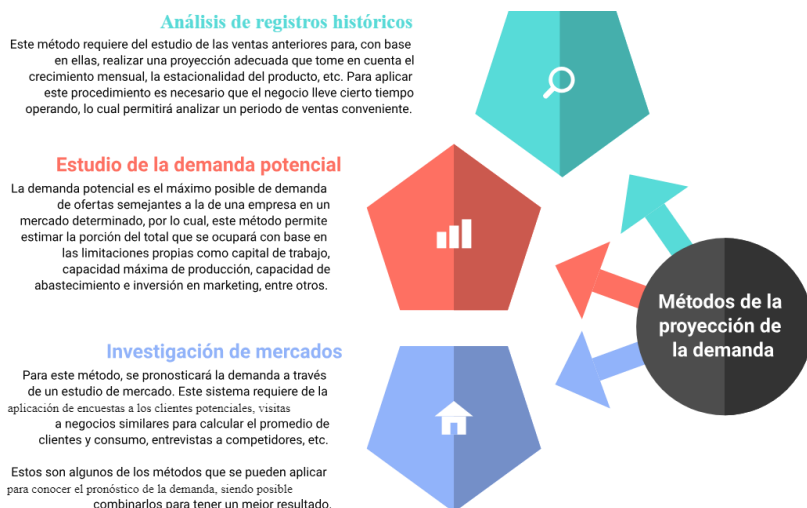 Análisis de registros históricos
Este método requiere del estudio de las ventas anteriores para, con base
en ellas, realizar una proyección adecuada que tome en cuenta el
crecimiento mensual, la estacionalidad del producto, etc. Para aplicar
este procedimiento es necesario que el negocio lleve cierto tiempo
operando, lo cual permitirá analizar un periodo de ventas conveniente.
Estudio de la demanda potencial
La demanda potencial es el máximo posible de demanda
de ofertas semejantes a la de una empresa en un
mercado determinado, por lo cual, este método permite
estimar la porción del total que se ocupará con base en
las limitaciones propias como capital de trabajo,
capacidad máxima de producción, capacidad de
abastecimiento e inversión en marketing, entre otros.
Métodos de la
proyección de
la demanda
Investigación de mercados
Para este método, se pronosticará la demanda a través
de un estudio de mercado. Este sistema requiere de la
aplicación de encuestas a los clientes potenciales, visitas
a negocios similares para calcular el promedio de
clientes y consumo, entrevistas a competidores, etc.
Estos son algunos de los métodos que se pueden aplicar
para conocer el pronóstico de la demanda, siendo posible
combinarlos para tener un mejor resultado.